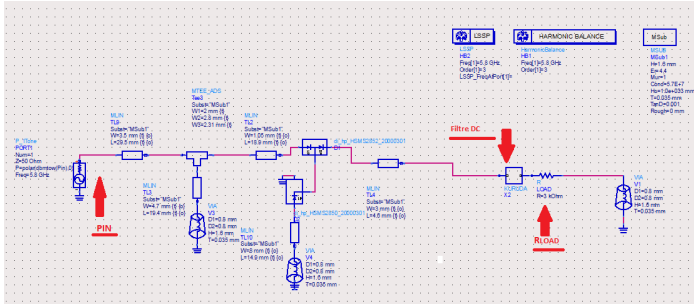 LSSP
HARMONIC BALANCE
MSub
LSSP
HB2
Freq[1]=5.8 GHz
Order[1]=3
LSSP_FreqAtPort[1]=
HarmonicBalance
HB1
Freq[1]=5.8 GHz
Order[1]=3
MSUB
MSub1
H=1.6 mm
Er=4.4
Mur=1
Cond=5.7E+7
Hu=1.0e+033 mm
T=0.035 mm
TanD=0.001
Rough=0 mm
MTEE_ADS
Tee3
Subst="MSub1"
W1=2 mm {t}
W2=2.8 mm {t}
W3=2.31 mm {t}
MLIN
TL9
Subst="MSub1"
W=3.5 mm {t} {o}
L=29.5 mm {t} {o}
MLIN
TL2
Subst="MSub1"
W=1.05 mm {t} {o}
L=18.9 mm {t} {o}
di_hp_HSMS2852_20000301
D1
P_1Tone
PORT1
Num=1
Z=50 Ohm
P=polar(dbmtow(Pin),0)
Freq=5.8 GHz
PIN
MLIN
TL3
Subst="MSub1"
W=4.7 mm {t} {o}
L=19.4 mm {t} {o}
VIA
V3
D1=0.8 mm
D2=0.8 mm
H=1.6 mm
T=0.035 mm
di_hp_HSMS2852_20000301
MLIN
TL10
Subst="MSub1"
W=8 mm {t} {o}
L=14.9 mm {t} {o}
VIA
V4
D1=0.8 mm
D2=0.8 mm
H=1.6 mm
T=0.035 mm
MLIN
TL4
Subst="MSub1"
W=3 mm {t} {o}
L=4.6 mm {t} {o}
Filtre DC
KURODA
X2
R
LOAD
R=3 kOhm
RLOAD
VIA
V1
D1=0.8 mm
D2=0.8 mm
H=1.6 mm
T=0.035 mm